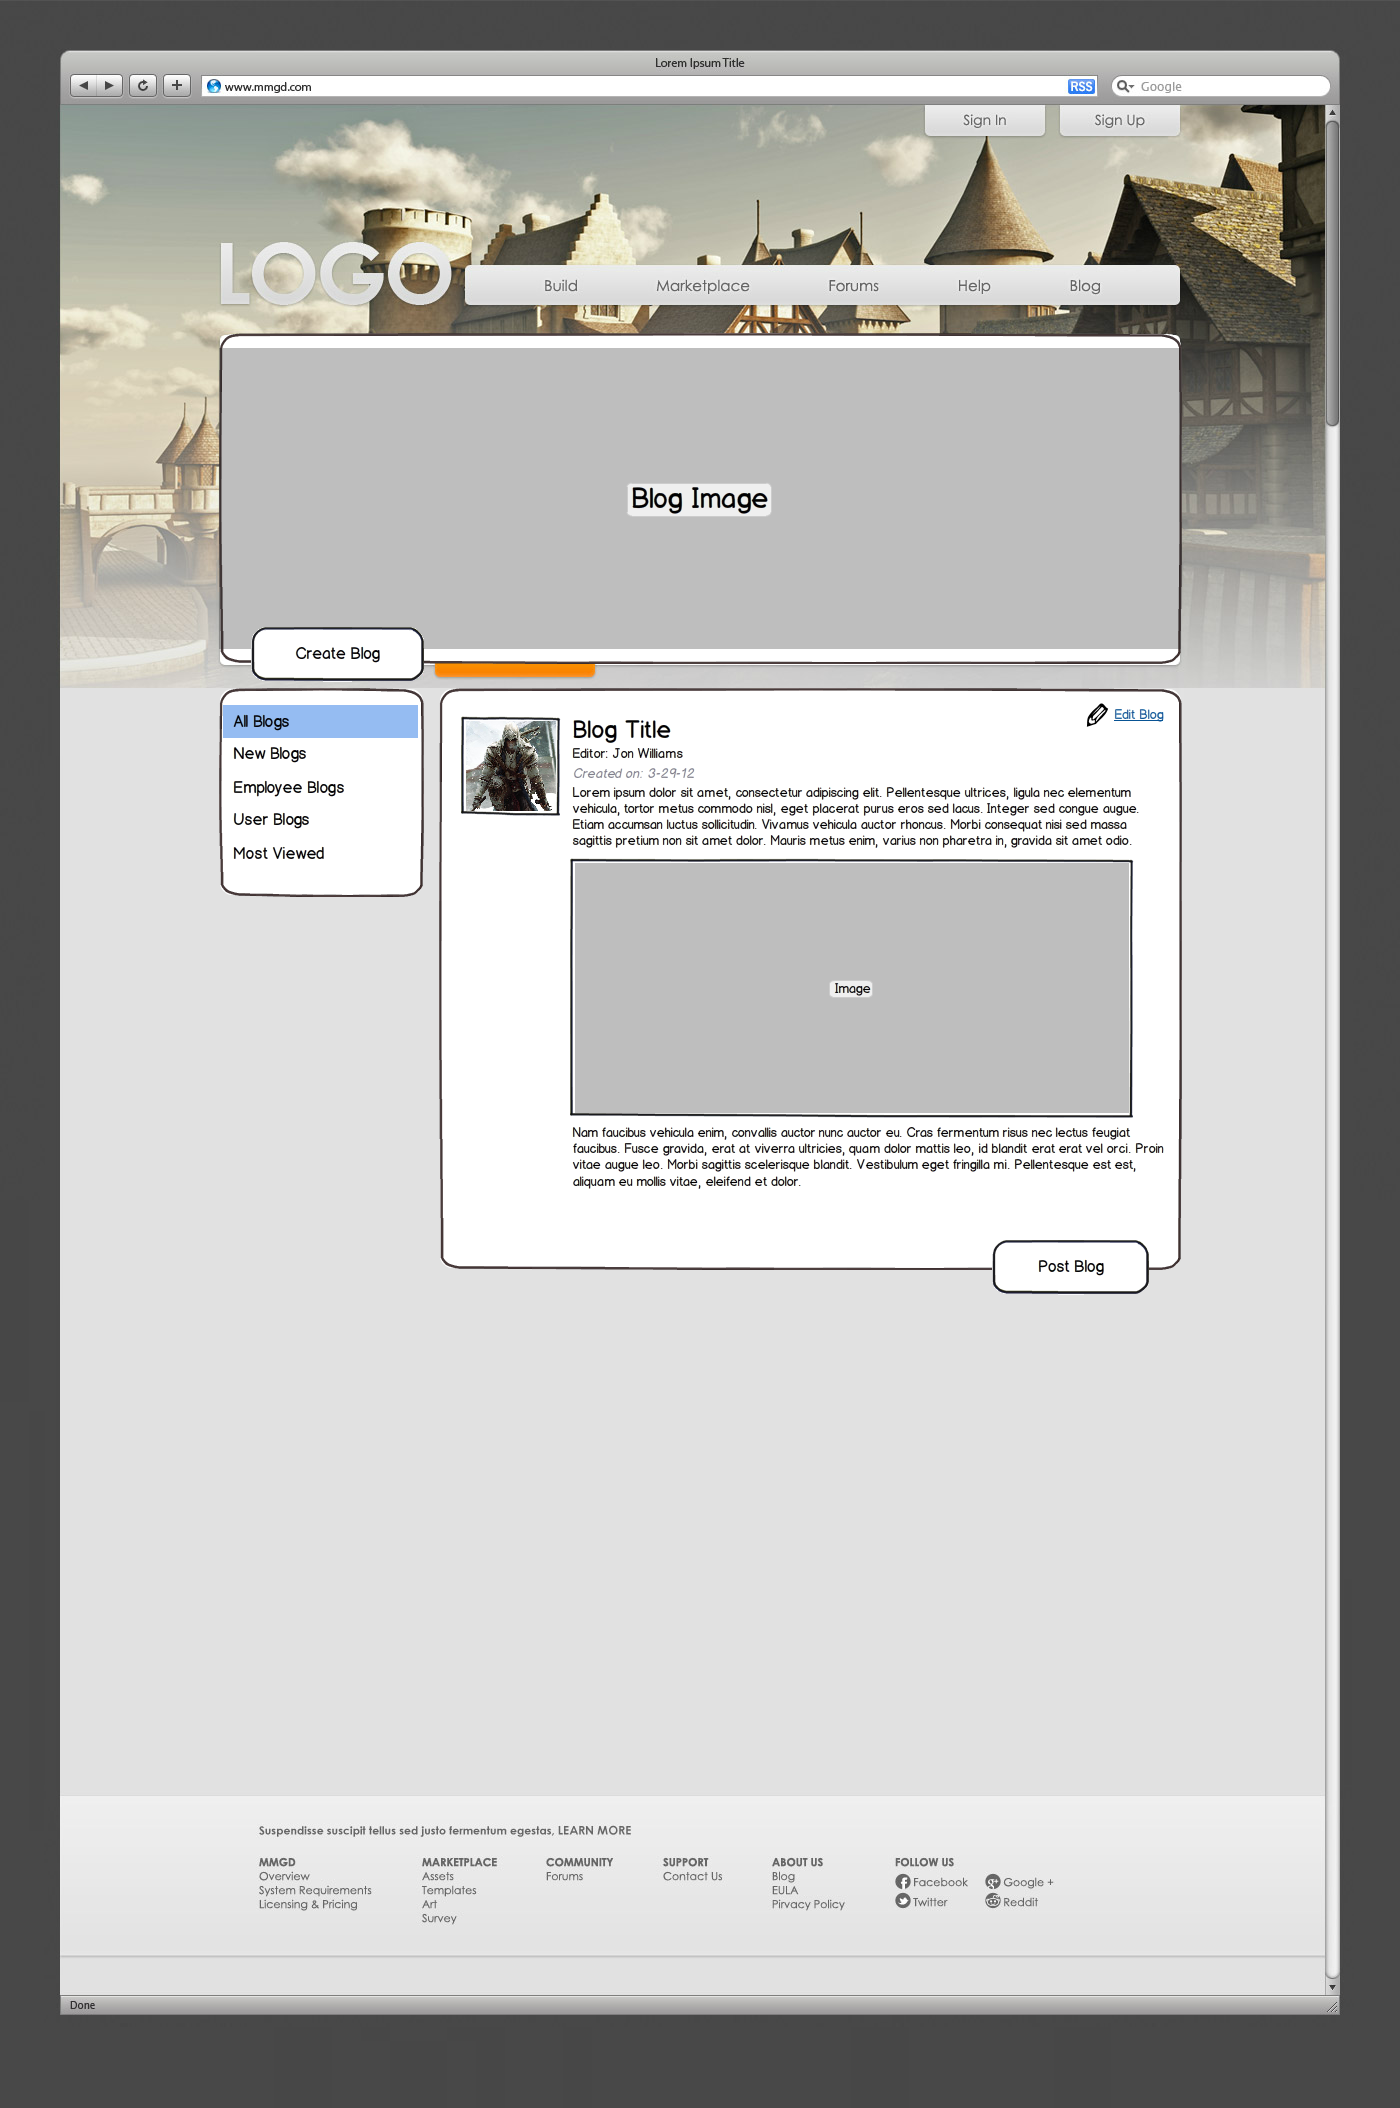 Lorem Ipsum Title
www.mmgd.com
RSS
Google
Sign In
Sign Up
LOGO
Build
Marketplace
Forums
Help
Blog
Blog Image
Create Blog
All Blogs
New Blogs
Employee Blogs
User Blogs
Most Viewed
Edit Blog
Blog Title
Editor: Jon Williams
Created on: 3-29-12
Lorem ipsum dolor sit amet, consectetur adipiscing elit. Pellentesque ultrices, ligula nec elementum
vehicula, tortor metus commodo nisl, eget placerat purus eros sed lacus. Integer sed congue augue.
Etiam accumsan luctus sollicitudin. Vivamus vehicula auctor rhoncus. Morbi consequat nisi sed massa
sagittis pretium non sit amet dolor. Mauris metus enim, varius non pharetra in, gravida sit amet odio.
Image
Nam faucibus vehicula enim, convallis auctor nunc auctor eu. Cras fermentum risus nec lectus feugiat
faucibus. Fusce gravida, erat at viverra ultricies, quam dolor mattis leo, id blandit erat erat vel orci. Proin
vitae augue leo. Morbi sagittis scelerisque blandit. Vestibulum eget fringilla mi. Pellentesque est est,
aliquam eu mollis vitae, eleifend et dolor.
Post Blog
Suspendisse suscipit tellus sed justo fermentum egestas, LEARN MORE
MMGD
Overview
System Requirements
Licensing & Pricing
MARKETPLACE
Assets
Templates
Art
Survey
COMMUNITY
Forums
SUPPORT
Contact Us
ABOUT US
Blog
EULA
Pirvacy Policy
FOLLOW US
Facebook
Google +
Twitter
Reddit
Done